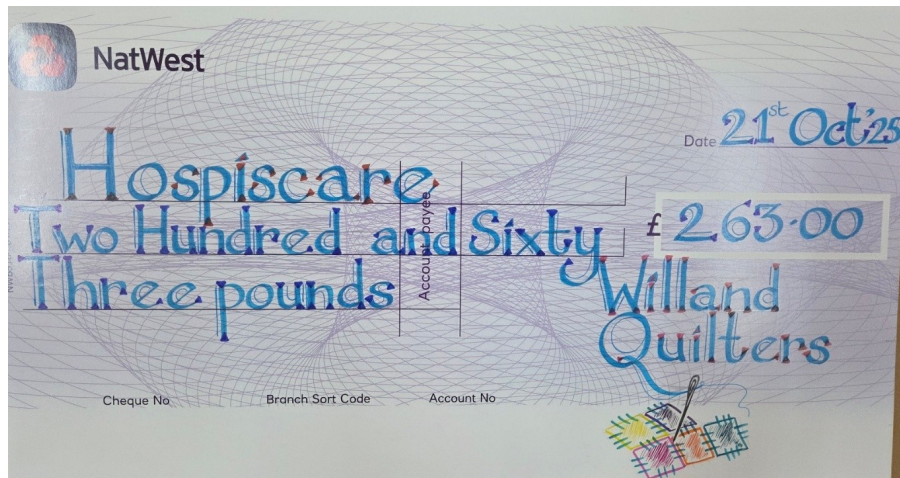 NatWest
Date 21st Oct'25
Hospiscare
Two Hundred and Sixty
£ 263.00
Three pounds
Account payee
Willand
Quilters
Cheque No Branch Sort Code Account No